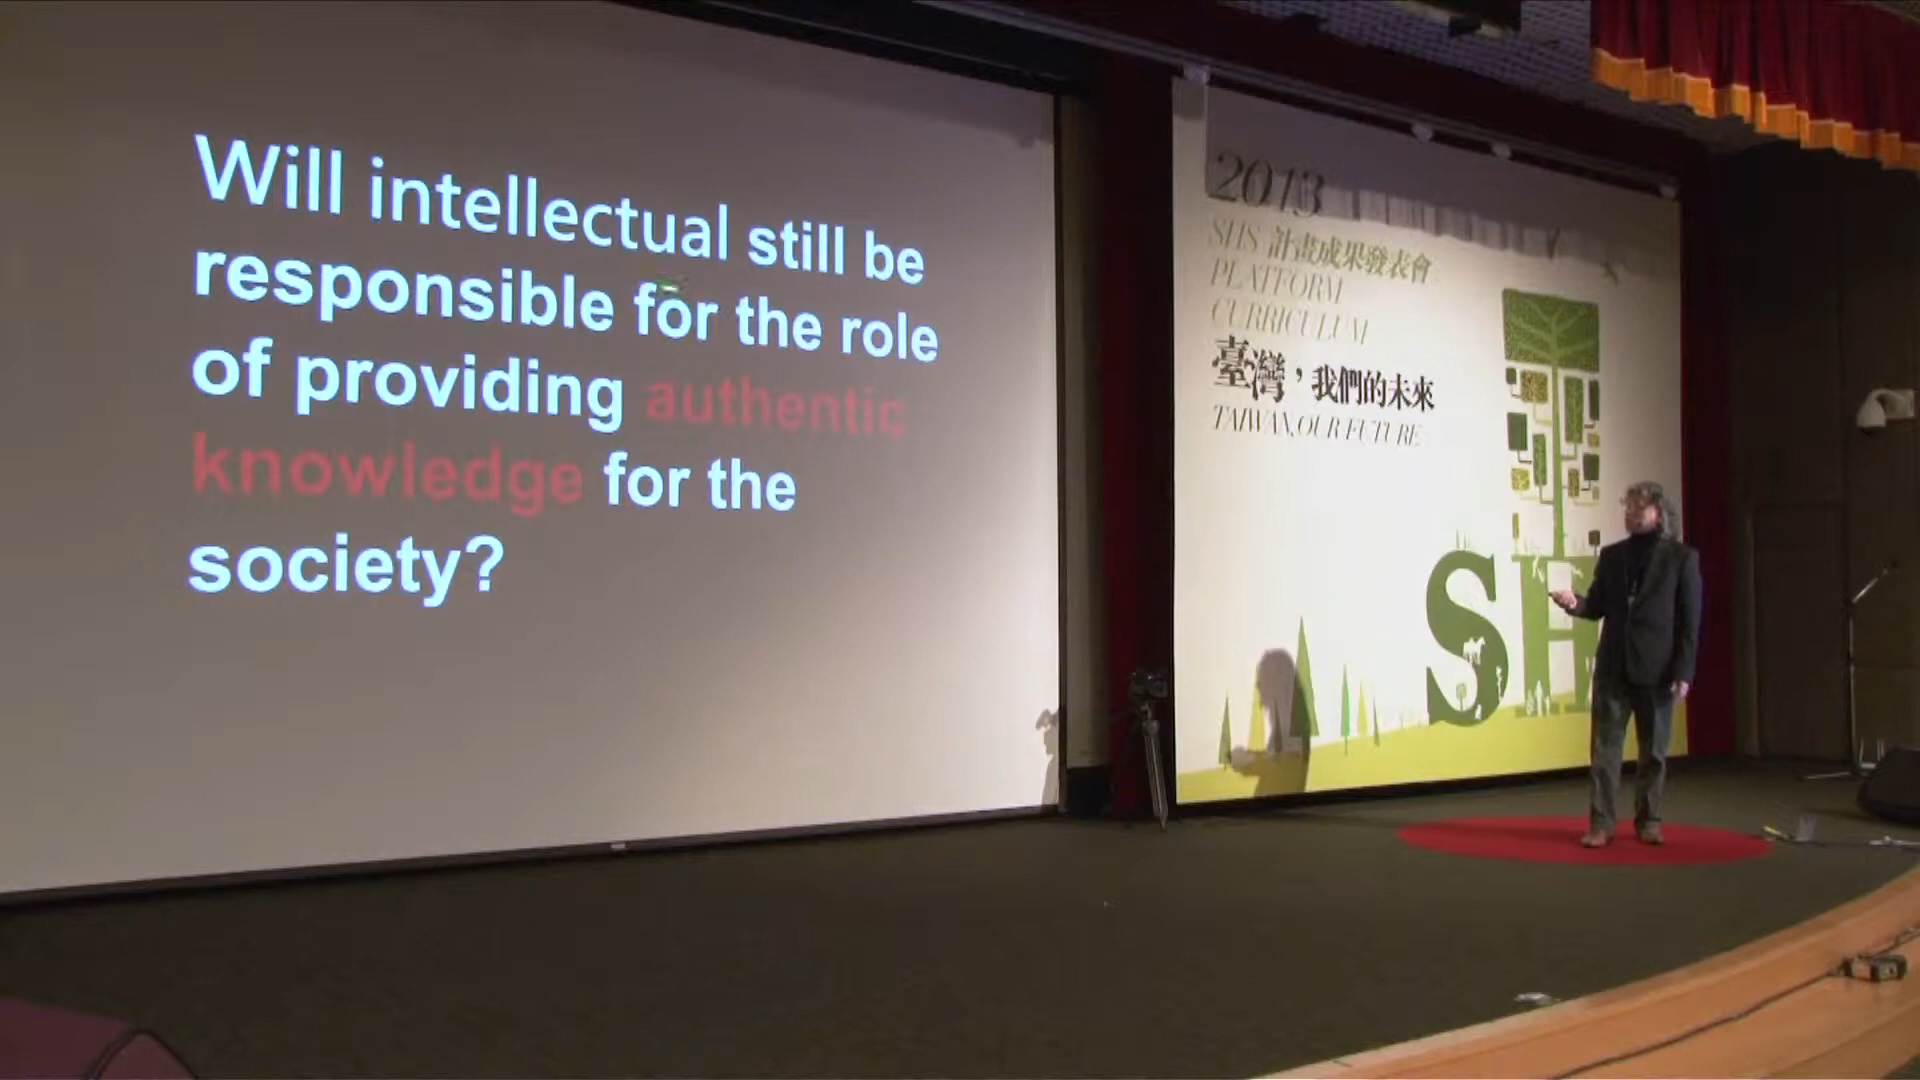 Will intellectual still be
responsible for the role
of providing authentic
knowledge for the
society?
2013
SHS 計畫成果發表會
PLATFORM
CURRICULUM
臺灣，我們的未來
TAIWAN, OUR FUTURE
SH